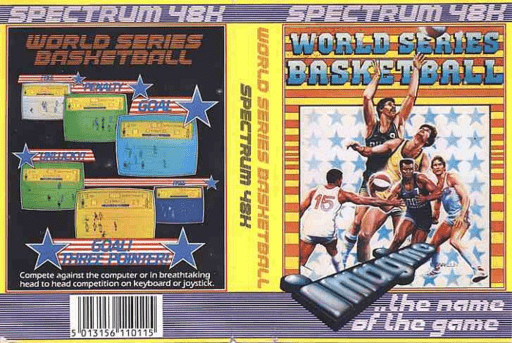 SPECTRUM 48K
WORLD SERIES
BASKETBALL
PENALTY
GOAL
GOAL!
THREE POINTER!
Compete against the computer or in breathtaking
head to head competition on keyboard or joystick.
5 013156 110115
WORLD SERIES BASKETBALL
SPECTRUM 48K
SPECTRUM 48K
WORLD SERIES
BASKETBALL
15
imagine
...the name
of the game